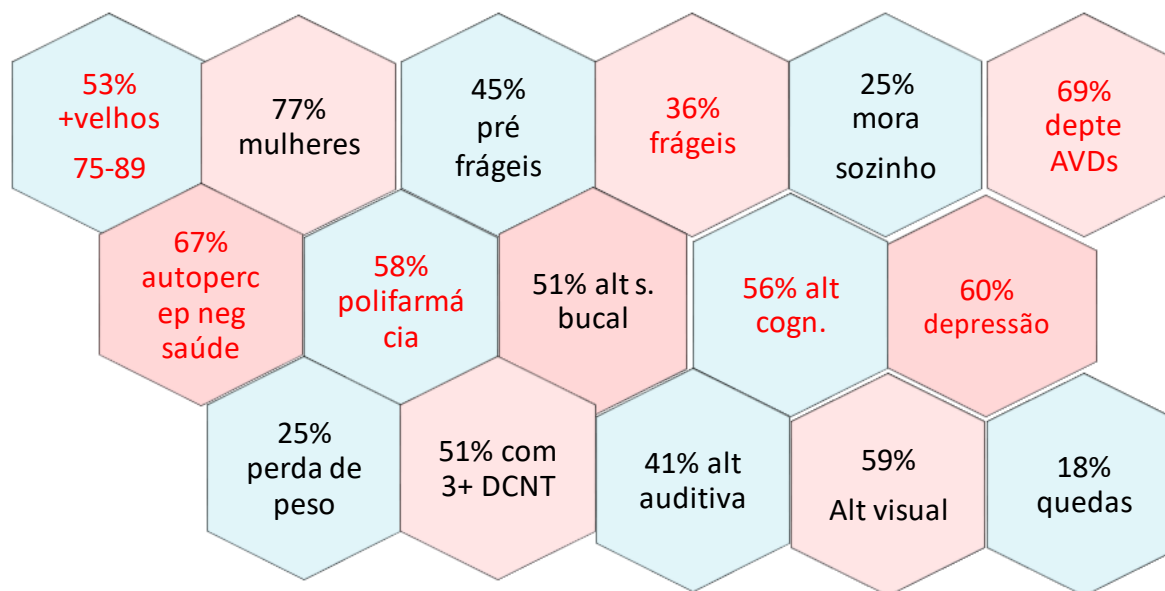 53%
+velhos
75-89
77%
mulheres
45%
pré
frágeis
36%
frágeis
25%
mora
sozinho
69%
depte
AVDs
67%
autoperc
ep neg
saúde
58%
polifarmá
cia
51% alt s.
bucal
56% alt
cogn.
60%
depressão
25%
perda de
peso
51% com
3+ DCNT
41% alt
auditiva
59%
Alt visual
18%
quedas